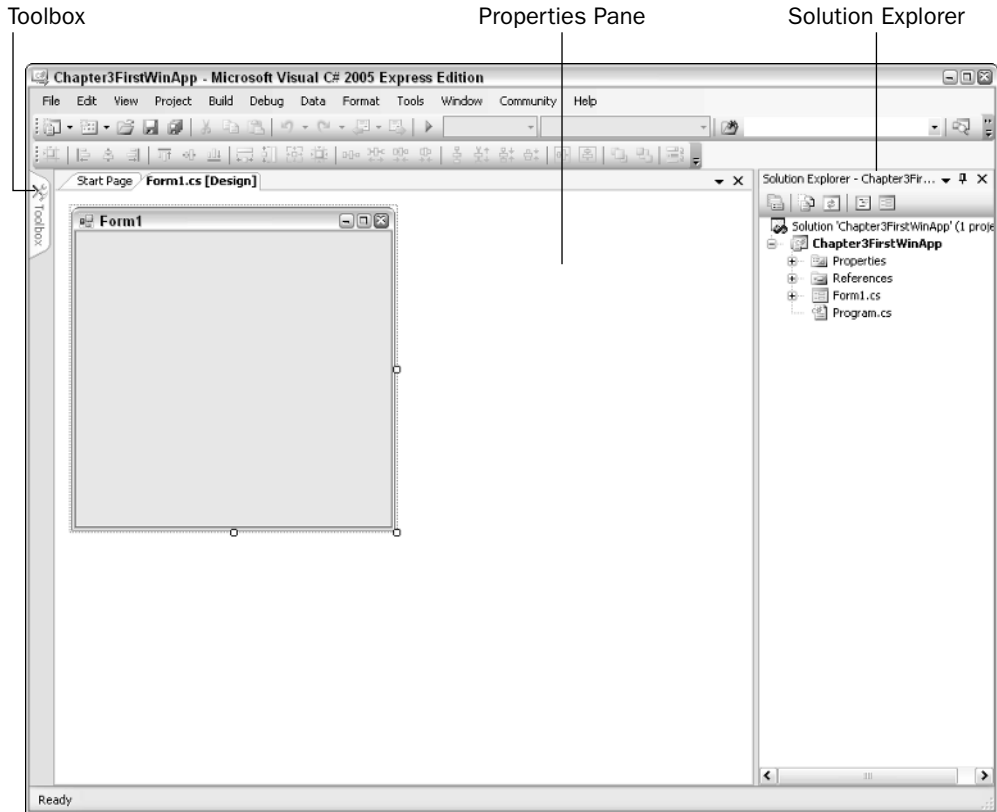 Toolbox
Properties Pane
Solution Explorer
Chapter3FirstWinApp - Microsoft Visual C# 2005 Express Edition
File Edit View Project Build Debug Data Format Tools Window Community Help
Start Page Form1.cs [Design]
Solution Explorer - Chapter3Fir...
Toolbox
Form1
Solution 'Chapter3FirstWinApp' (1 proje
Chapter3FirstWinApp
Properties
References
Form1.cs
Program.cs
Ready